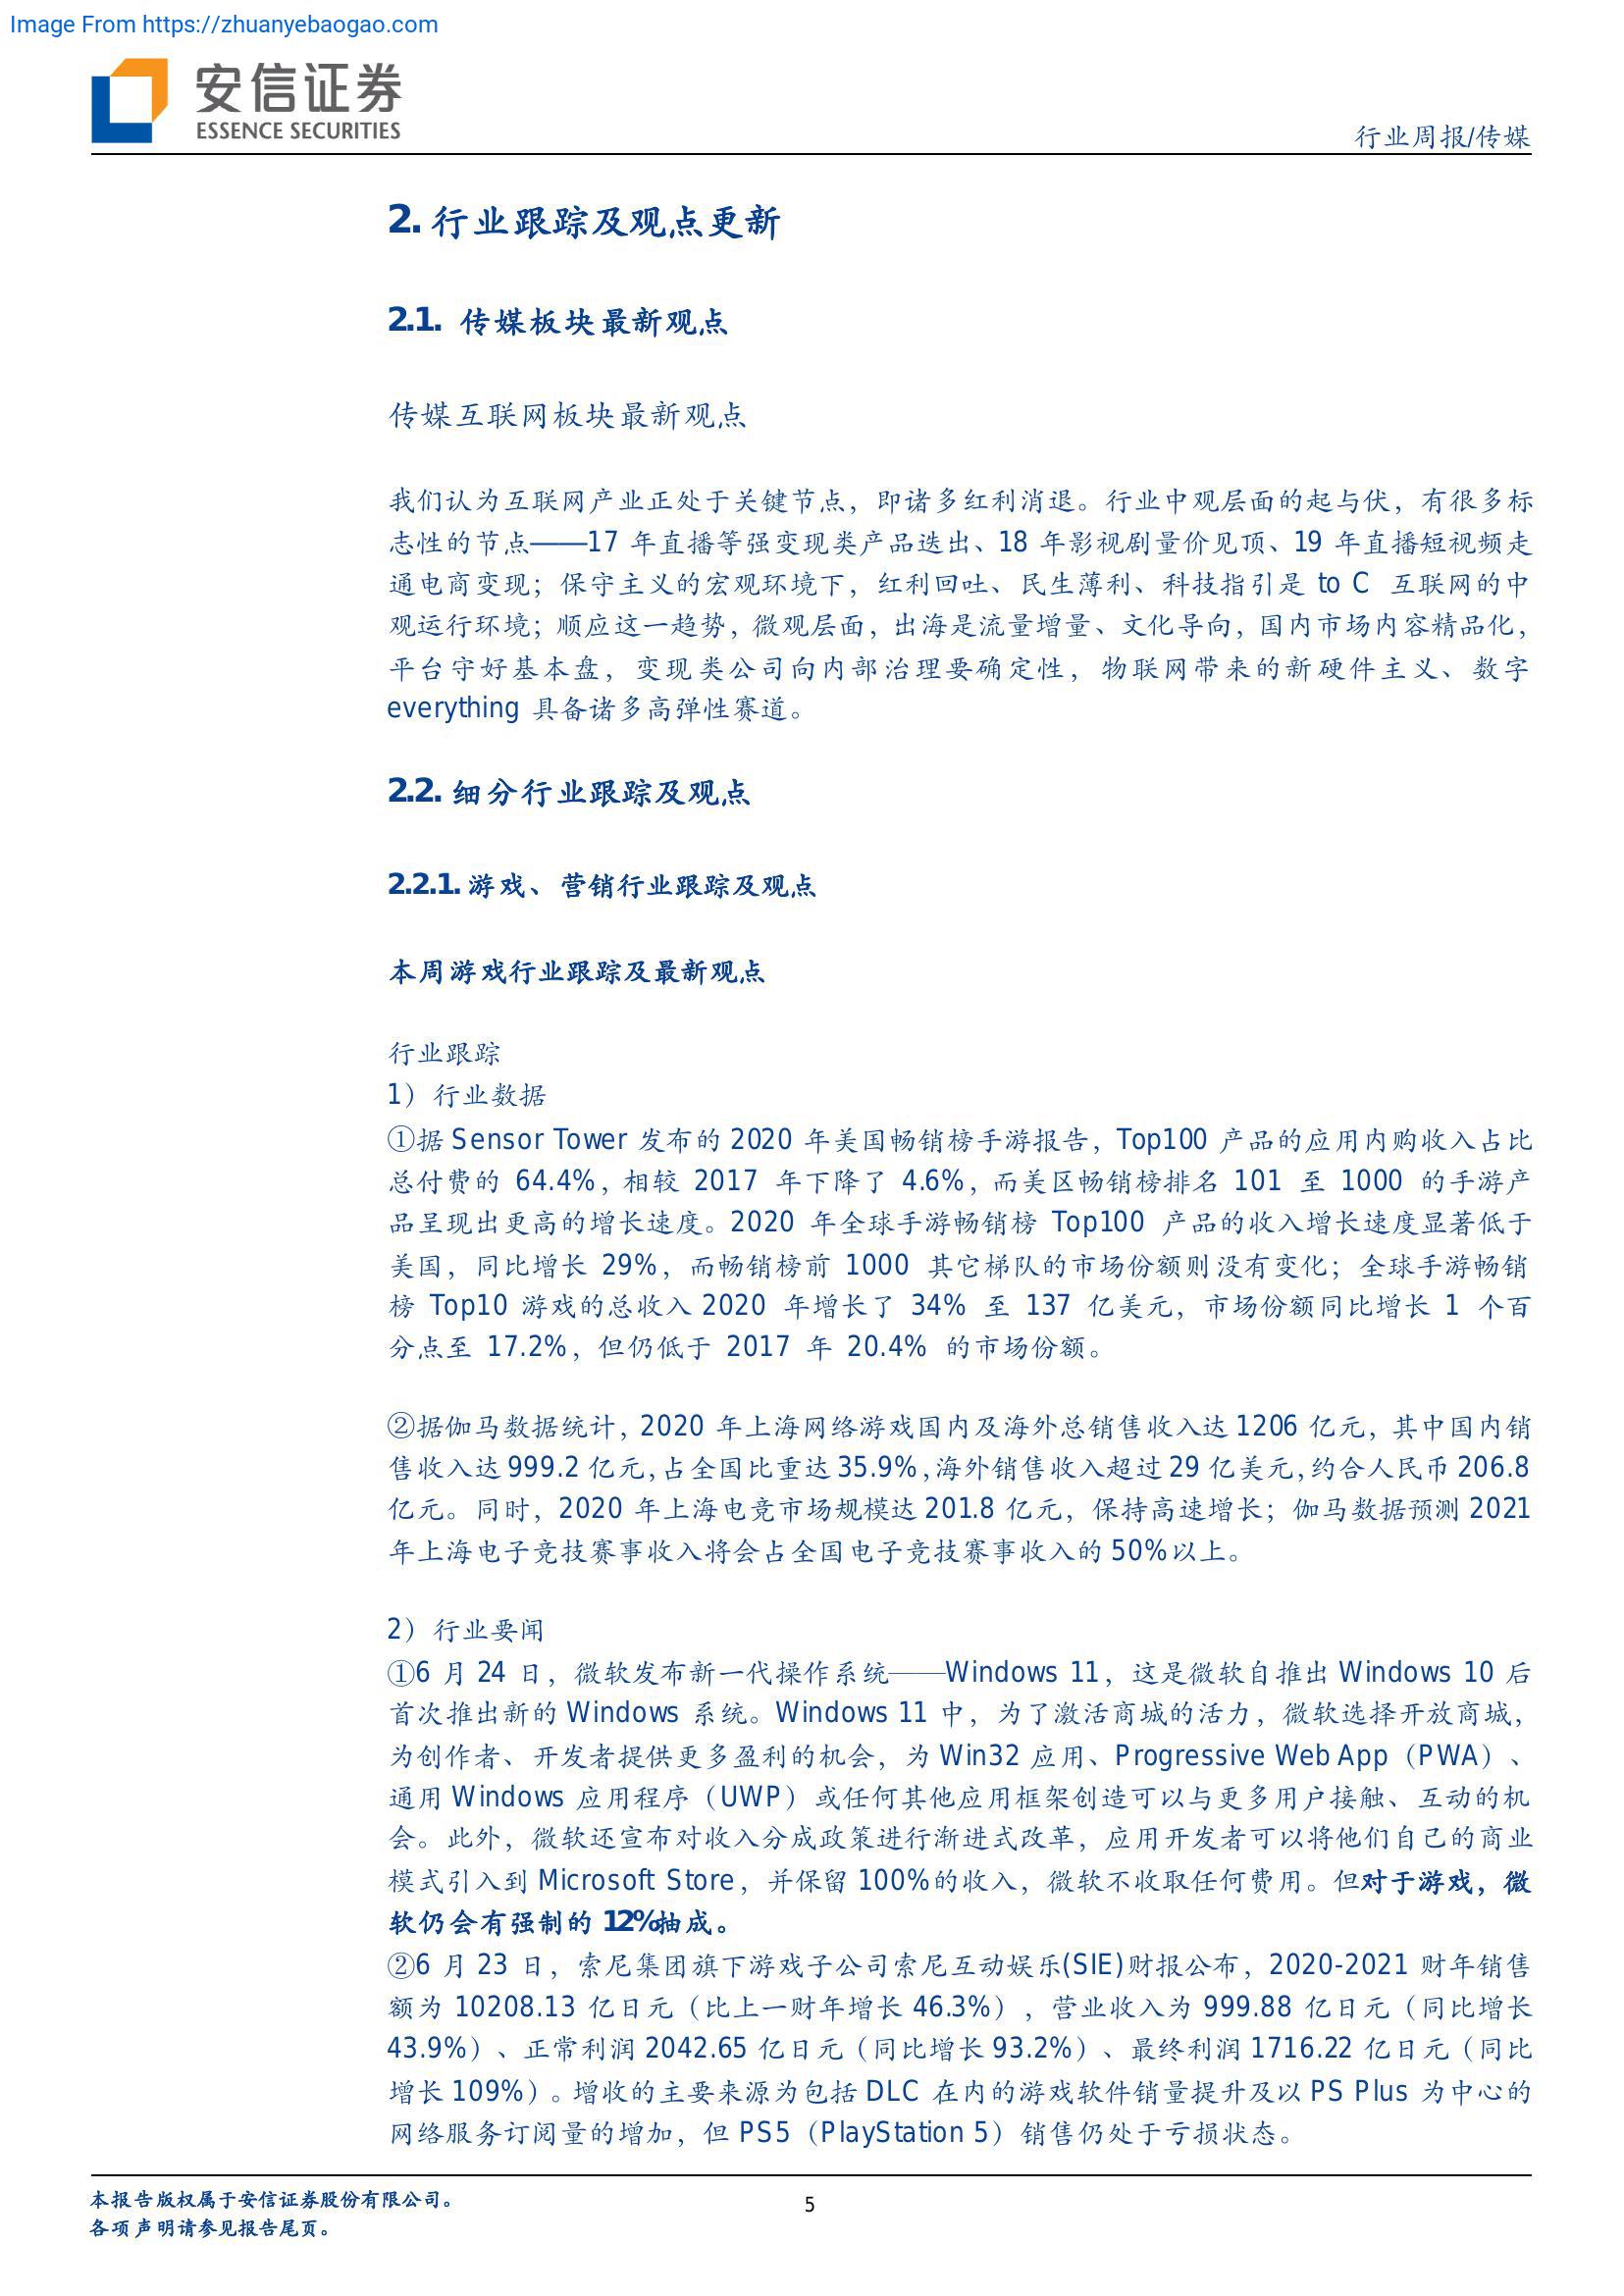 Image From https://zhuanyebaogao.com
安信证券
ESSENCE SECURITIES
行业周报/传媒
2. 行业跟踪及观点更新
2.1. 传媒板块最新观点
传媒互联网板块最新观点
我们认为互联网产业正处于关键节点，即诸多红利消退。行业中观层面的起与伏，有很多标
志性的节点——17 年直播等强变现类产品迭出、18 年影视剧量价见顶、19 年直播短视频走
通电商变现；保守主义的宏观环境下，红利回吐、民生薄利、科技指引是 to C 互联网的中
观运行环境；顺应这一趋势，微观层面，出海是流量增量、文化导向，国内市场内容精品化，
平台守好基本盘，变现类公司向内部治理要确定性，物联网带来的新硬件主义、数字
everything 具备诸多高弹性赛道。
2.2. 细分行业跟踪及观点
2.2.1. 游戏、营销行业跟踪及观点
本周游戏行业跟踪及最新观点
行业跟踪
1）行业数据
①据 Sensor Tower 发布的 2020 年美国畅销榜手游报告，Top100 产品的应用内购收入占比
总付费的 64.4%，相较 2017 年下降了 4.6%，而美区畅销榜排名 101 至 1000 的手游产
品呈现出更高的增长速度。2020 年全球手游畅销榜 Top100 产品的收入增长速度显著低于
美国，同比增长 29%，而畅销榜前 1000 其它梯队的市场份额则没有变化；全球手游畅销
榜 Top10 游戏的总收入 2020 年增长了 34% 至 137 亿美元，市场份额同比增长 1 个百
分点至 17.2%，但仍低于 2017 年 20.4% 的市场份额。
②据伽马数据统计，2020 年上海网络游戏国内及海外总销售收入达 1206 亿元，其中国内销
售收入达 999.2 亿元，占全国比重达 35.9%，海外销售收入超过 29 亿美元，约合人民币 206.8
亿元。同时，2020 年上海电竞市场规模达 201.8 亿元，保持高速增长；伽马数据预测 2021
年上海电子竞技赛事收入将会占全国电子竞技赛事收入的 50%以上。
2）行业要闻
①6 月 24 日，微软发布新一代操作系统——Windows 11，这是微软自推出 Windows 10 后
首次推出新的 Windows 系统。Windows 11 中，为了激活商城的活力，微软选择开放商城，
为创作者、开发者提供更多盈利的机会，为 Win32 应用、Progressive Web App（PWA）、
通用 Windows 应用程序（UWP）或任何其他应用框架创造可以与更多用户接触、互动的机
会。此外，微软还宣布对收入分成政策进行渐进式改革，应用开发者可以将他们自己的商业
模式引入到 Microsoft Store，并保留 100%的收入，微软不收取任何费用。但对于游戏，微
软仍会有强制的 12%抽成。
②6 月 23 日，索尼集团旗下游戏子公司索尼互动娱乐(SIE)财报公布，2020-2021 财年销售
额为 10208.13 亿日元（比上一财年增长 46.3%），营业收入为 999.88 亿日元（同比增长
43.9%）、正常利润 2042.65 亿日元（同比增长 93.2%）、最终利润 1716.22 亿日元（同比
增长 109%）。增收的主要来源为包括 DLC 在内的游戏软件销量提升及以 PS Plus 为中心的
网络服务订阅量的增加，但 PS5（PlayStation 5）销售仍处于亏损状态。
本报告版权属于安信证券股份有限公司。
各项声明请参见报告尾页。
5